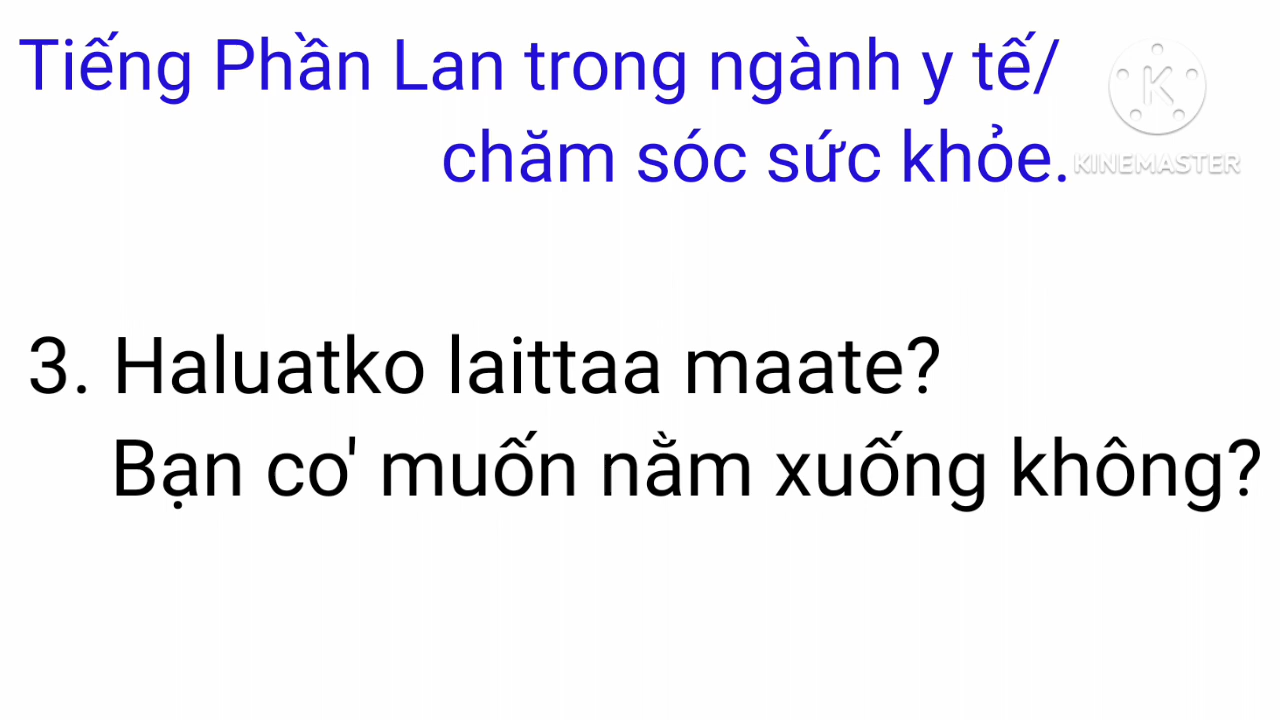 Tiếng Phần Lan trong ngành y tế/
chăm sóc sức khỏe.
KINEMASTER
3. Haluatko laittaa maate?
Bạn co' muốn nằm xuống không?